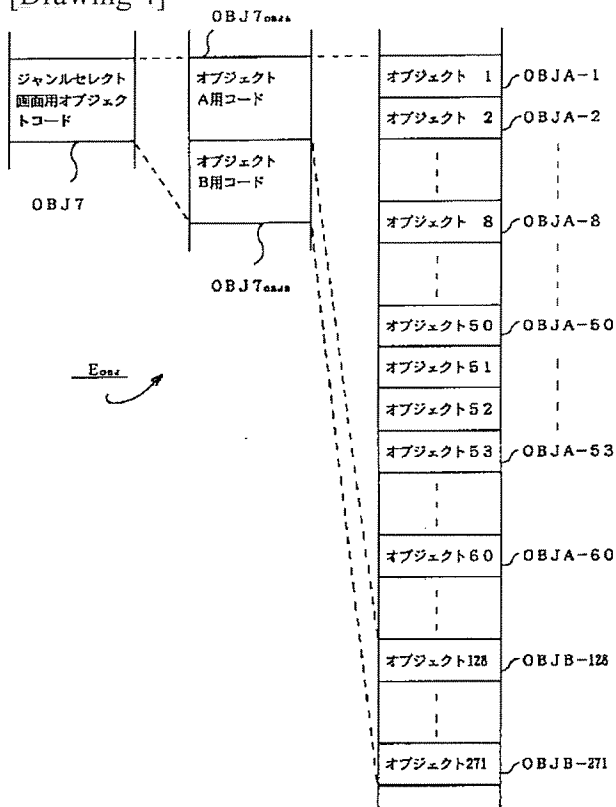 [Drawing 4]
OBJ7OBJA
ジャンルセレクト
画面用オブジェク
トコード
OBJ7
オブジェクト
A用コード
オブジェクト
B用コード
OBJ7OBJB
EOBJ
オブジェクト 1
OBJA-1
オブジェクト 2
OBJA-2
オブジェクト 8
OBJA-8
オブジェクト50
OBJA-50
オブジェクト51
オブジェクト52
オブジェクト53
OBJA-53
オブジェクト60
OBJA-60
オブジェクト128
OBJB-128
オブジェクト271
OBJB-271